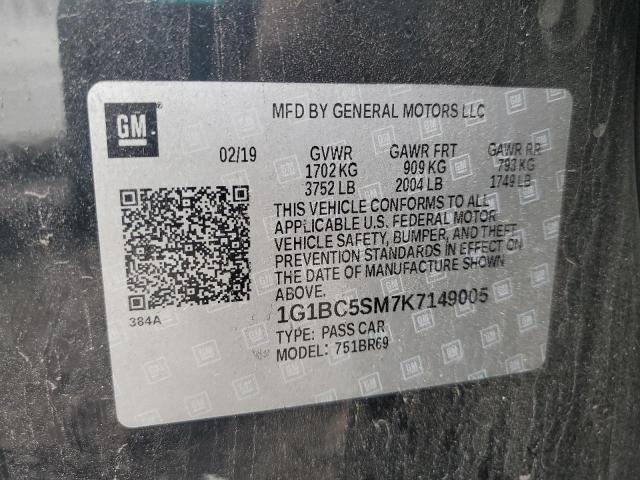 GM
MFD BY GENERAL MOTORS LLC
02/19 GVWR GAWR FRT GAWR RR
1702 KG 909 KG 793 KG
3752 LB 2004 LB 1749 LB
THIS VEHICLE CONFORMS TO ALL
APPLICABLE U.S. FEDERAL MOTOR
VEHICLE SAFETY, BUMPER, AND THEFT
PREVENTION STANDARDS IN EFFECT ON
THE DATE OF MANUFACTURE SHOWN
ABOVE.
384A
1G1BC5SM7K7149005
TYPE: PASS CAR
MODEL: 751BR69